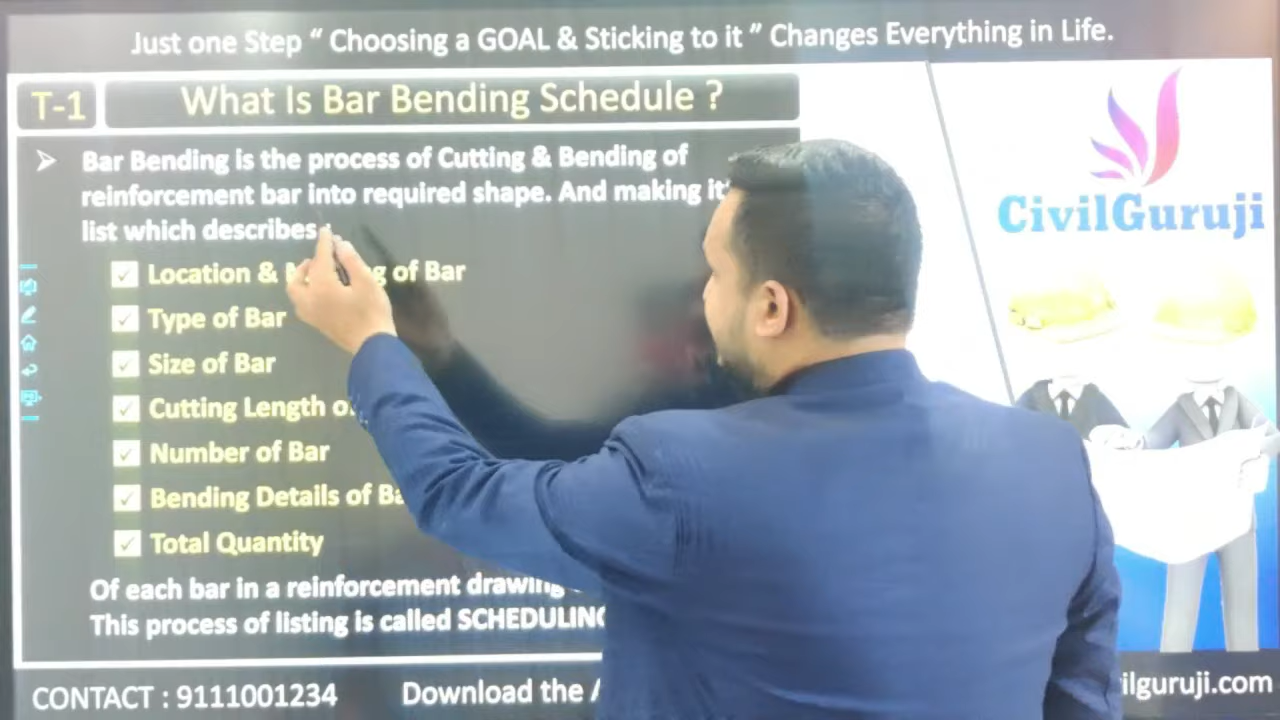 Just one Step “ Choosing a GOAL & Sticking to it ” Changes Everything in Life.
T-1
What Is Bar Bending Schedule ?
Bar Bending is the process of Cutting & Bending of
reinforcement bar into required shape. And making it
list which describes
Location & of Bar
Type of Bar
Size of Bar
Cutting Length
Number of Bar
Bending Details of
Total Quantity
Of each bar in a reinforcement drawing
This process of listing is called SCHEDULING
CivilGuruji
CONTACT : 9111001234
Download the
ilguruji.com